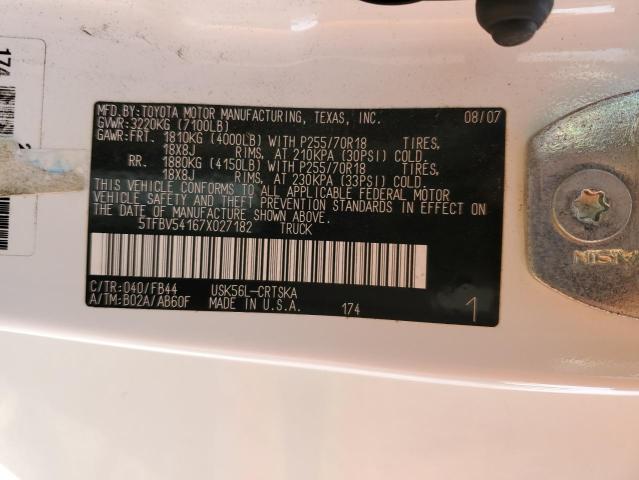 MFD.BY:TOYOTA MOTOR MANUFACTURING, TEXAS, INC. 08/07
GVWR:3220KG (7100LB)
GAWR:FRT. 1810KG (4000LB) WITH P255/70R18 TIRES,
18X8J RIMS, AT 210KPA (30PSI) COLD.
RR. 1880KG (4150LB) WITH P255/70R18 TIRES,
18X8J RIMS, AT 230KPA (33PSI) COLD.
THIS VEHICLE CONFORMS TO ALL APPLICABLE FEDERAL MOTOR
VEHICLE SAFETY AND THEFT PREVENTION STANDARDS IN EFFECT ON
THE DATE OF MANUFACTURE SHOWN ABOVE.
5TFBV54167X027182 TRUCK
C/TR:040/FB44 USK56L-CRTSKA
A/TM:B02A/AB60F MADE IN U.S.A. 174 1
174